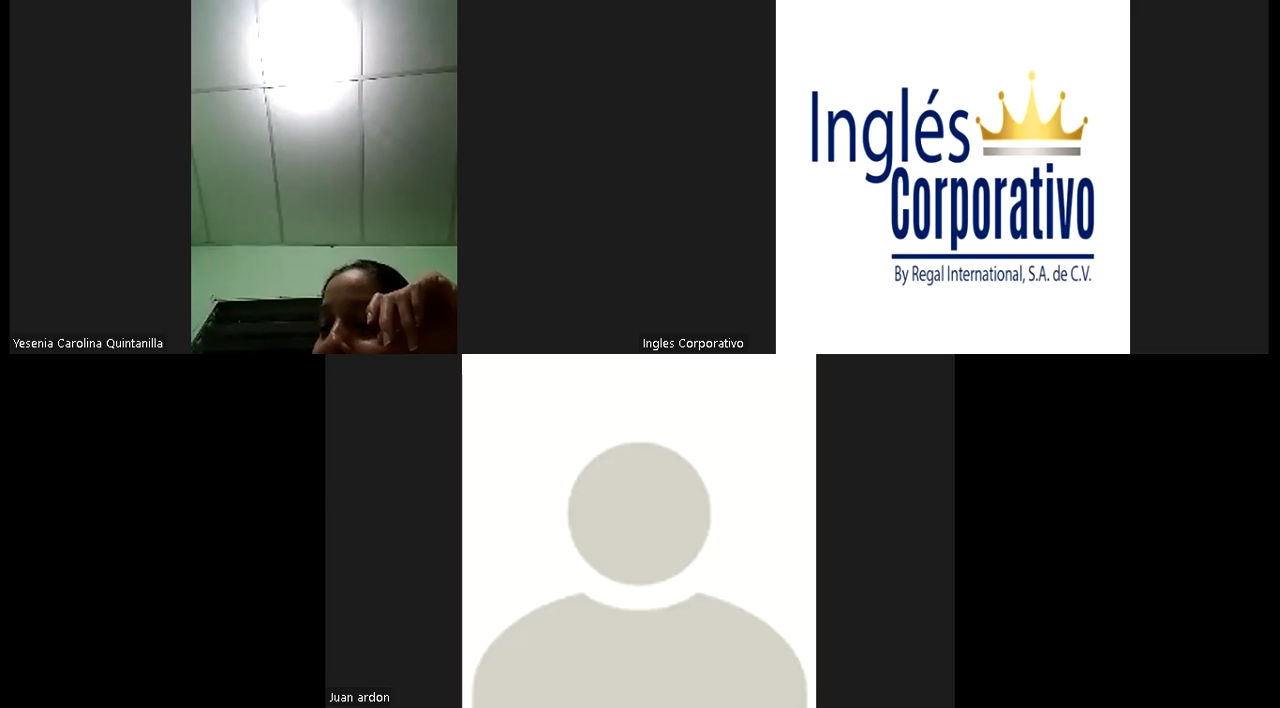 Inglés
Corporativo
By Regal International, S.A. de C.V.
Yesenia Carolina Quintanilla
Ingles Corporativo
Juan ardon